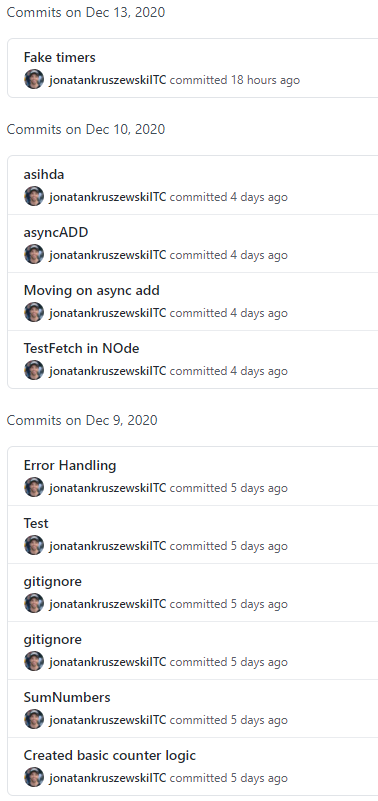 Commits on Dec 13, 2020
Fake timers
jonatankruszewskiITC committed 18 hours ago
Commits on Dec 10, 2020
asihda
jonatankruszewskiITC committed 4 days ago
asyncADD
jonatankruszewskiITC committed 4 days ago
Moving on async add
jonatankruszewskiITC committed 4 days ago
TestFetch in NOde
jonatankruszewskiITC committed 4 days ago
Commits on Dec 9, 2020
Error Handling
jonatankruszewskiITC committed 5 days ago
Test
jonatankruszewskiITC committed 5 days ago
gitignore
jonatankruszewskiITC committed 5 days ago
gitignore
jonatankruszewskiITC committed 5 days ago
SumNumbers
jonatankruszewskiITC committed 5 days ago
Created basic counter logic
jonatankruszewskiITC committed 5 days ago